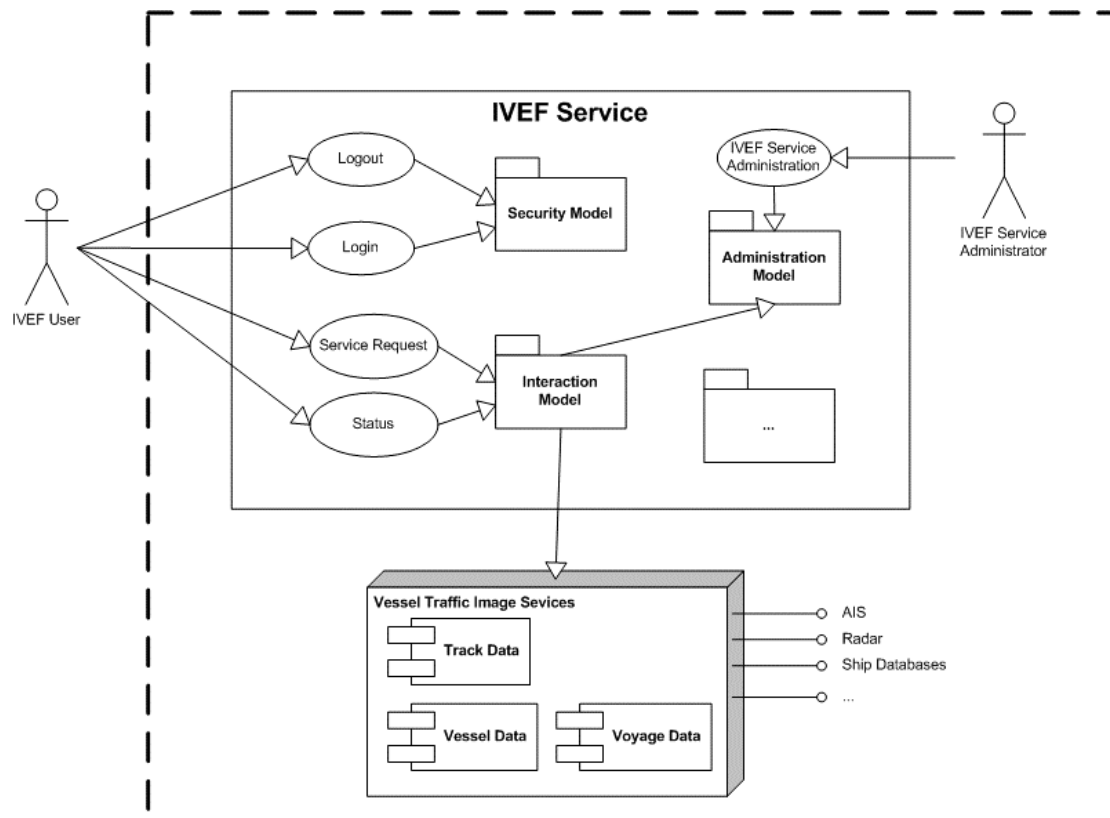 IVEF Service
Logout
IVEF Service
Administration
Security Model
Login
IVEF Service
Administrator
Administration
Model
IVEF User
Service Request
Interaction
Model
Status
...
Vessel Traffic Image Sevices
AIS
Track Data
Radar
Ship Databases
...
Vessel Data
Voyage Data